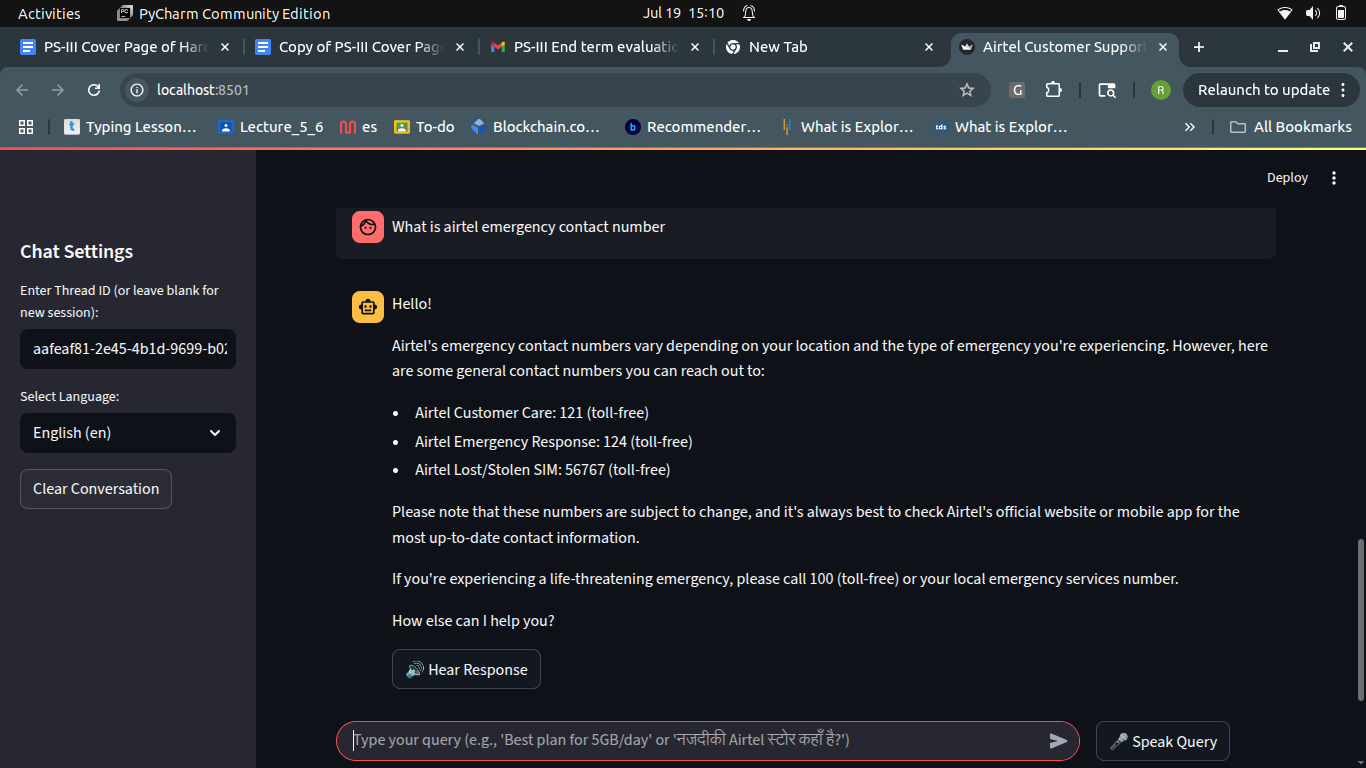 Activities PyCharm Community Edition Jul 19 15:10
PS-III Cover Page of Har Copy of PS-III Cover Pag PS-III End term evaluatio New Tab Airtel Customer Support
localhost:8501 G R Relaunch to update
Typing Lesson... Lecture_5_6 es To-do Blockchain.co... Recommender... What is Explor... tds What is Explor... » All Bookmarks
Deploy
What is airtel emergency contact number
Chat Settings
Enter Thread ID (or leave blank for
new session):
aafeaf81-2e45-4b1d-9699-b02
Select Language:
English (en)
Clear Conversation
Hello!
Airtel's emergency contact numbers vary depending on your location and the type of emergency you're experiencing. However, here
are some general contact numbers you can reach out to:
• Airtel Customer Care: 121 (toll-free)
• Airtel Emergency Response: 124 (toll-free)
• Airtel Lost/Stolen SIM: 56767 (toll-free)
Please note that these numbers are subject to change, and it's always best to check Airtel's official website or mobile app for the
most up-to-date contact information.
If you're experiencing a life-threatening emergency, please call 100 (toll-free) or your local emergency services number.
How else can I help you?
🔊 Hear Response
Type your query (e.g., 'Best plan for 5GB/day' or 'नजदीकी Airtel स्टोर कहाँ है?')
🎤 Speak Query